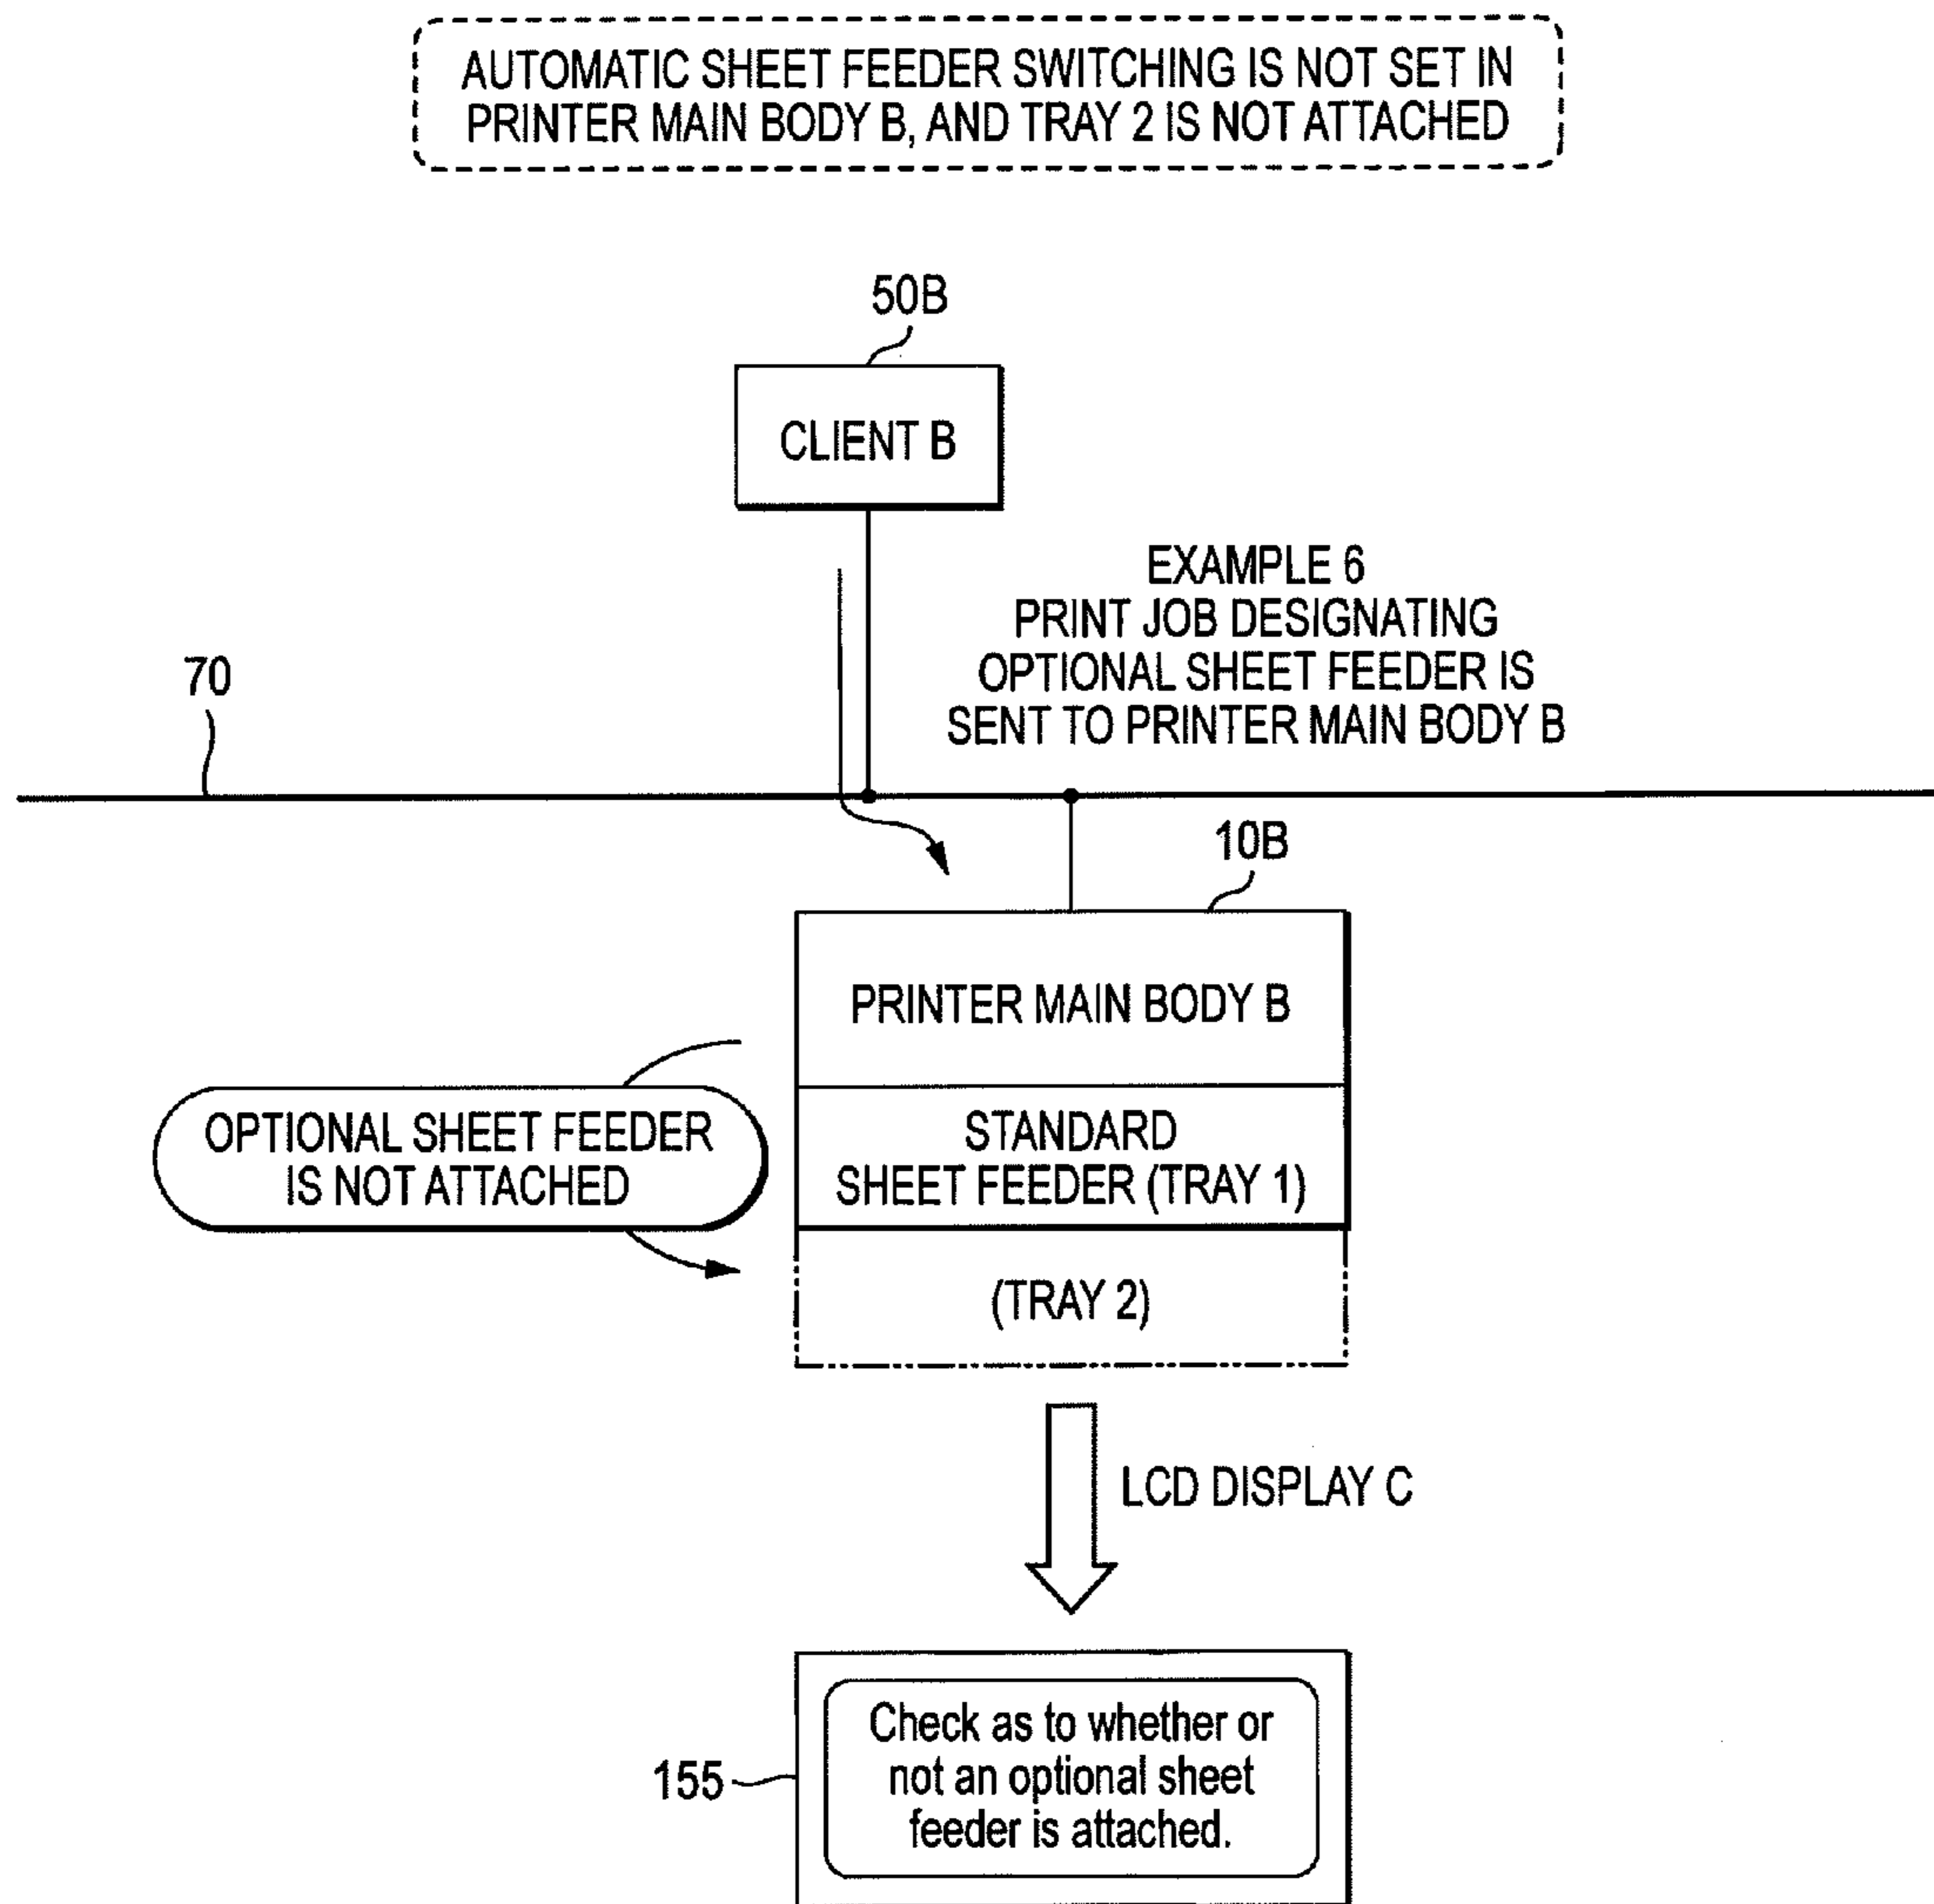 AUTOMATIC SHEET FEEDER SWITCHING IS NOT SET IN
PRINTER MAIN BODY B, AND TRAY 2 IS NOT ATTACHED
50B
CLIENT B
EXAMPLE 6
PRINT JOB DESIGNATING
OPTIONAL SHEET FEEDER IS
SENT TO PRINTER MAIN BODY B
70
10B
PRINTER MAIN BODY B
OPTIONAL SHEET FEEDER
IS NOT ATTACHED
STANDARD
SHEET FEEDER (TRAY 1)
(TRAY 2)
LCD DISPLAY C
155
Check as to whether or
not an optional sheet
feeder is attached.